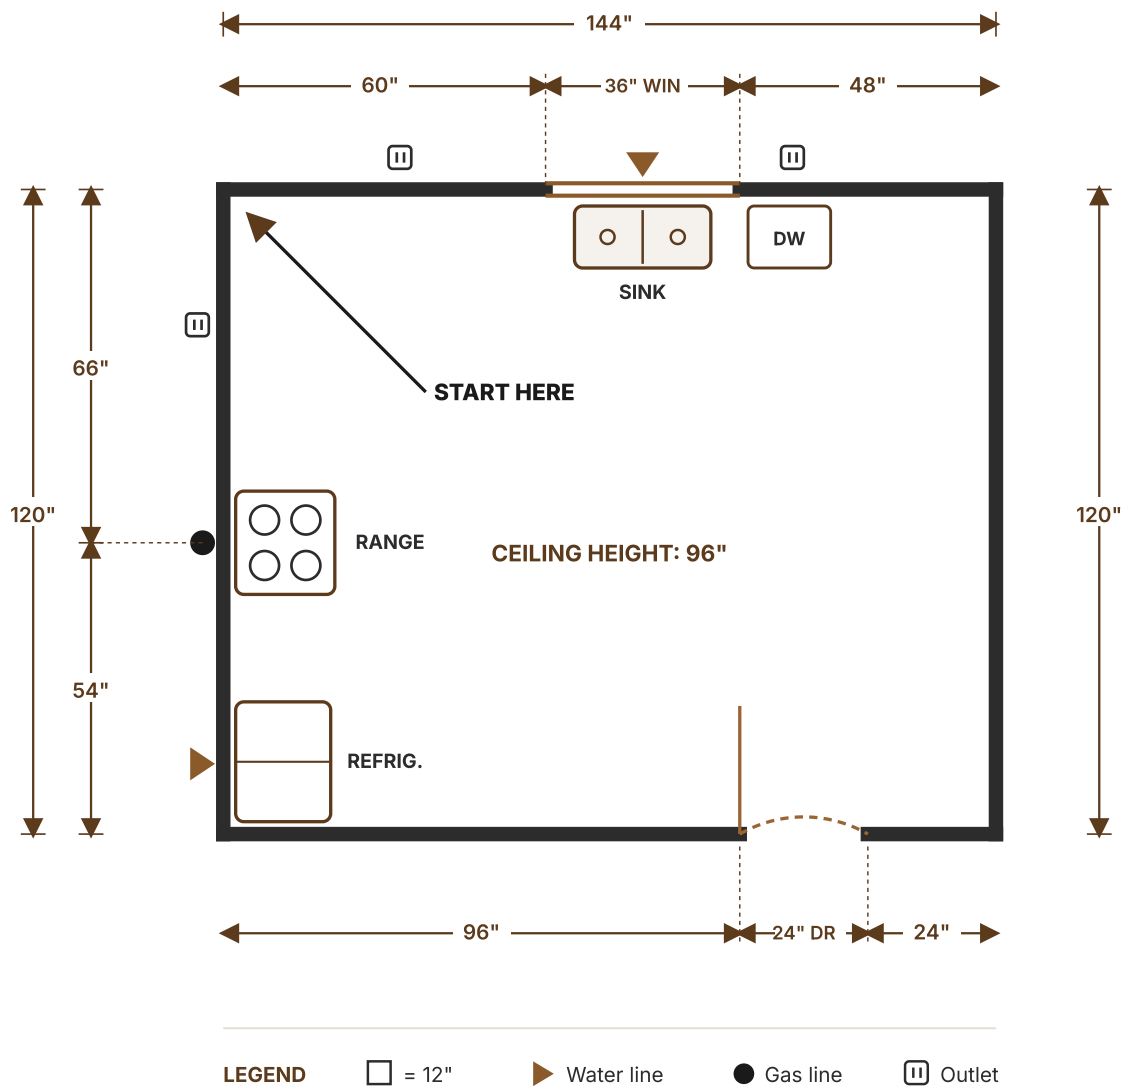 144"
60"
36" WIN
48"
DW
SINK
66"
START HERE
120"
120"
RANGE
CEILING HEIGHT: 96"
54"
REFRIG.
96"
24" DR
24"
LEGEND
= 12"
Water line
Gas line
Outlet